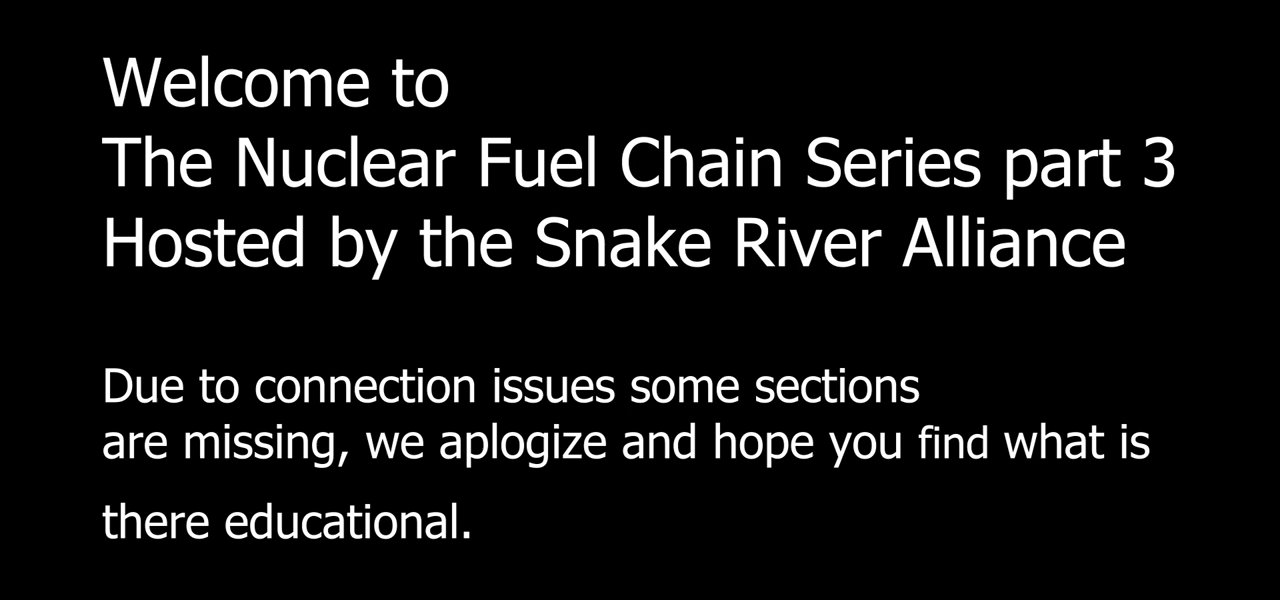 Welcome to
The Nuclear Fuel Chain Series part 3
Hosted by the Snake River Alliance
Due to connection issues some sections
are missing, we aplogize and hope you find what is
there educational.